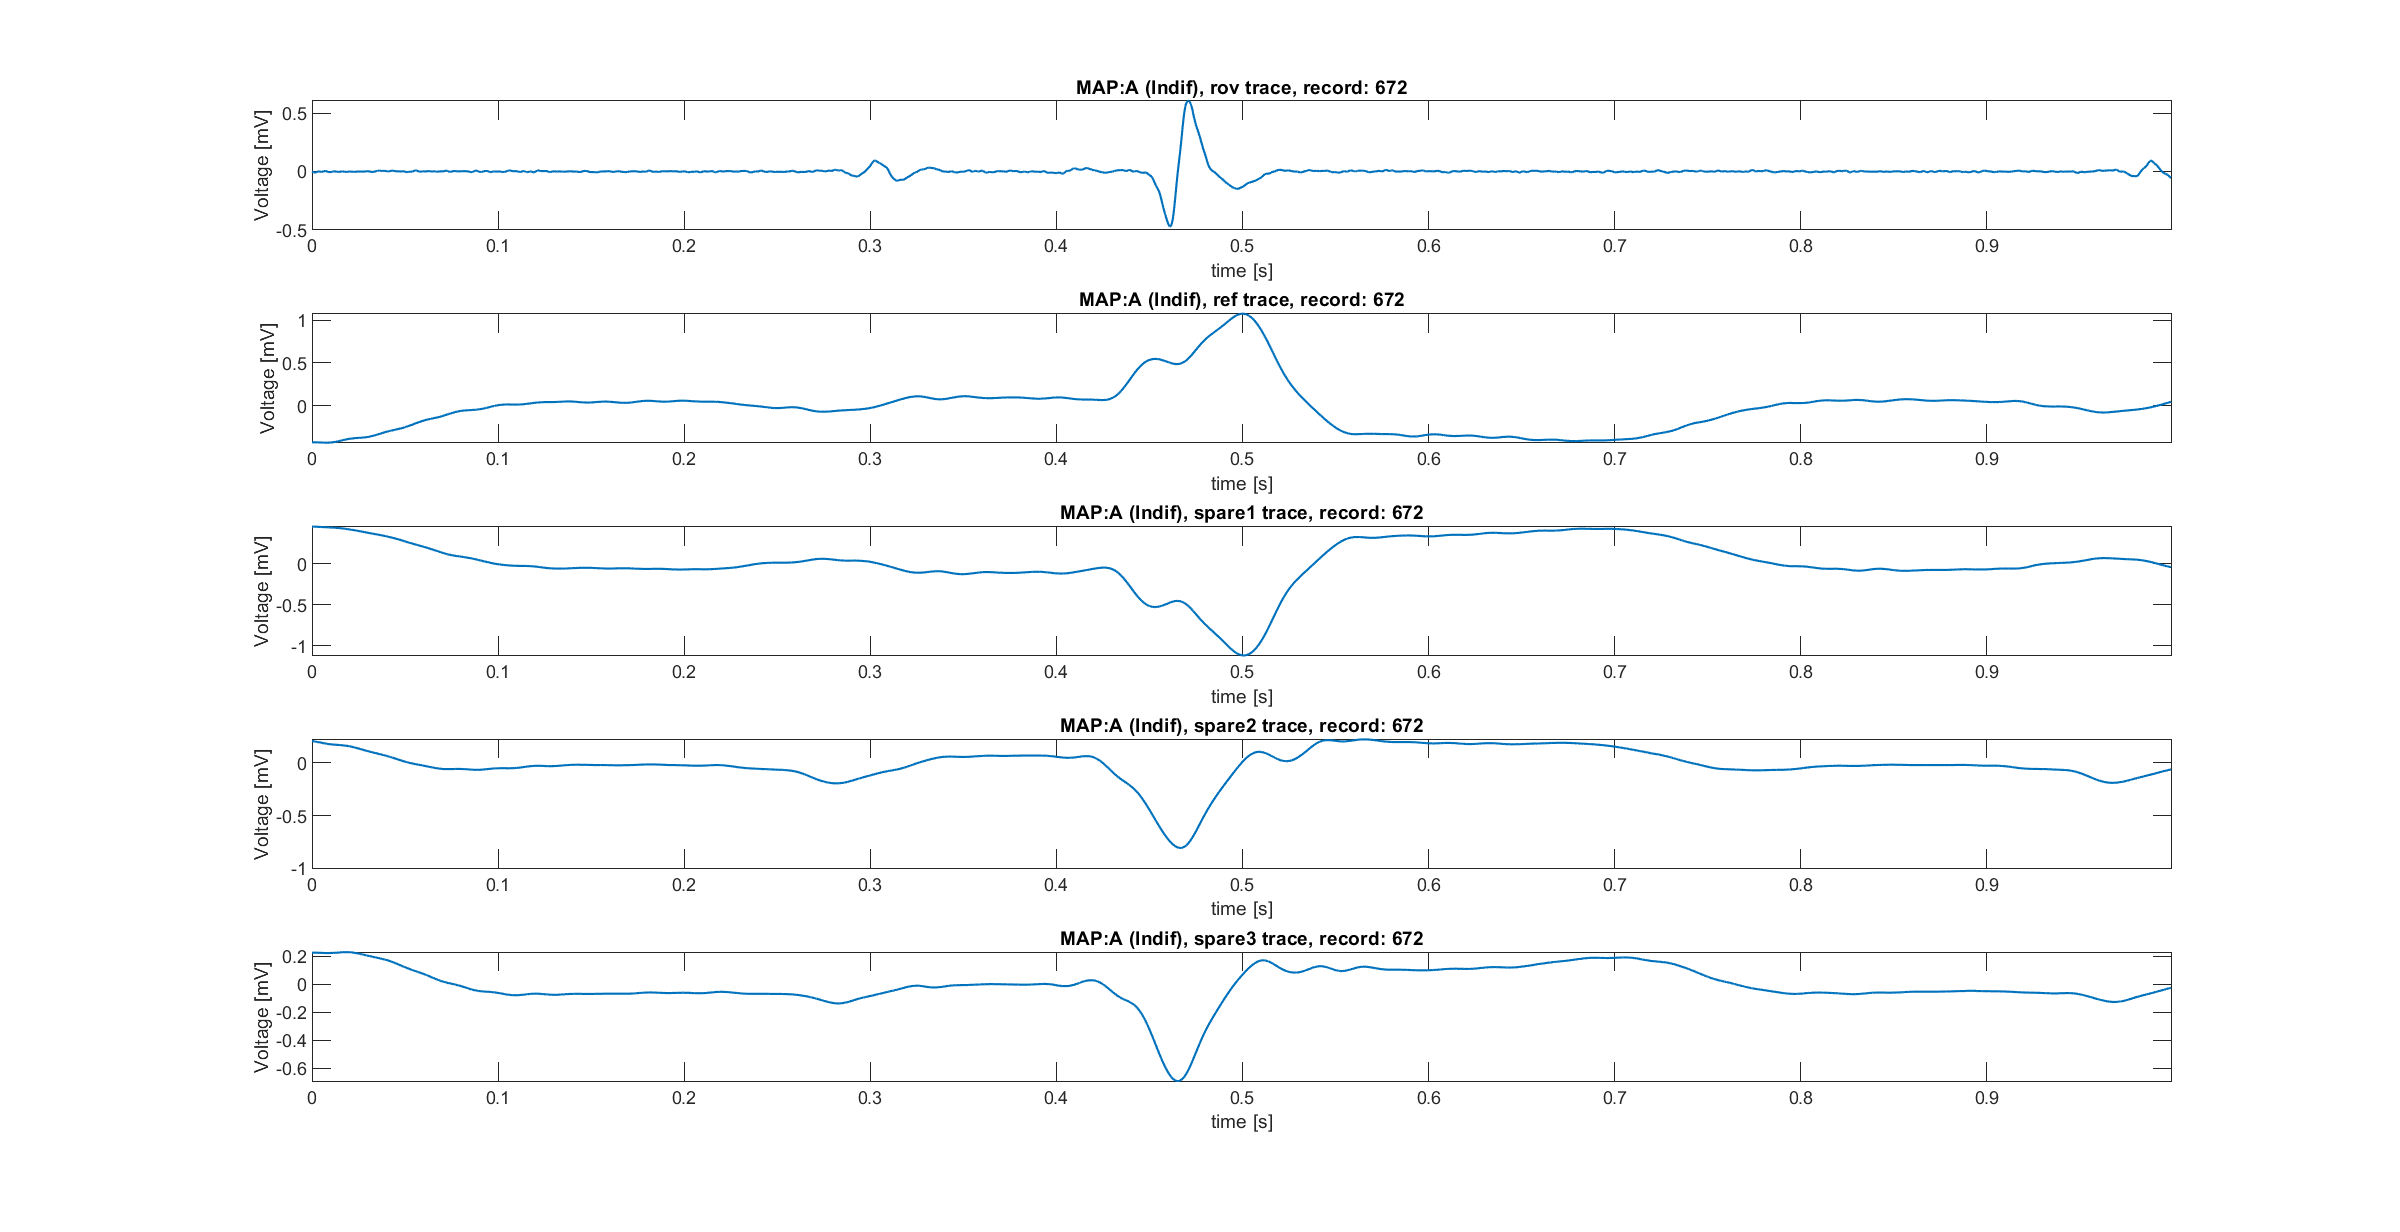 MAP:A (Indif), rov trace, record: 672
Voltage [mV]
0.5
0
-0.5
0 0.1 0.2 0.3 0.4 0.5 0.6 0.7 0.8 0.9
time [s]
MAP:A (Indif), ref trace, record: 672
Voltage [mV]
1
0.5
0
0 0.1 0.2 0.3 0.4 0.5 0.6 0.7 0.8 0.9
time [s]
MAP:A (Indif), spare1 trace, record: 672
Voltage [mV]
0
-0.5
-1
0 0.1 0.2 0.3 0.4 0.5 0.6 0.7 0.8 0.9
time [s]
MAP:A (Indif), spare2 trace, record: 672
Voltage [mV]
0
-0.5
-1
0 0.1 0.2 0.3 0.4 0.5 0.6 0.7 0.8 0.9
time [s]
MAP:A (Indif), spare3 trace, record: 672
Voltage [mV]
0.2
0
-0.2
-0.4
-0.6
0 0.1 0.2 0.3 0.4 0.5 0.6 0.7 0.8 0.9
time [s]